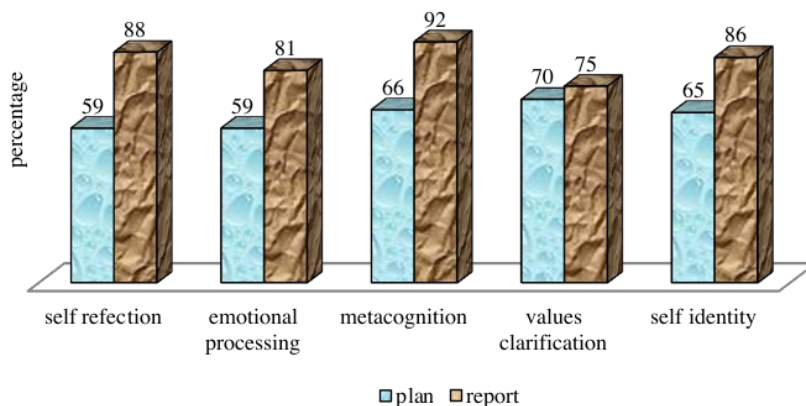 88
92
86
81
75
70
66
65
59
59
percentage
self refection
emotional
processing
metacognition
values
clarification
self identity
plan
report